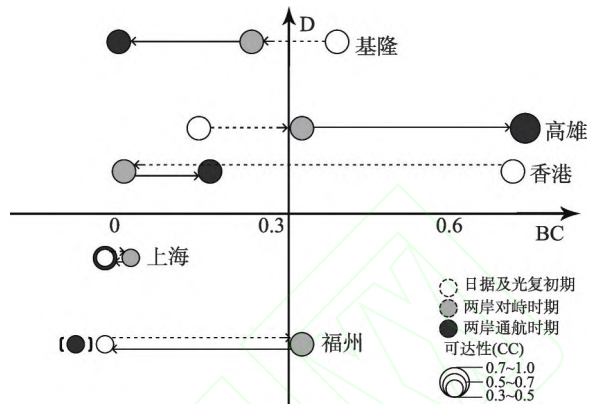 D
基隆
高雄
香港
0
0.3
0.6
BC
上海
日据及光复初期
两岸对峙时期
福州
两岸通航时期
可达性(CC)
0.7~1.0
0.5~0.7
0.3~0.5